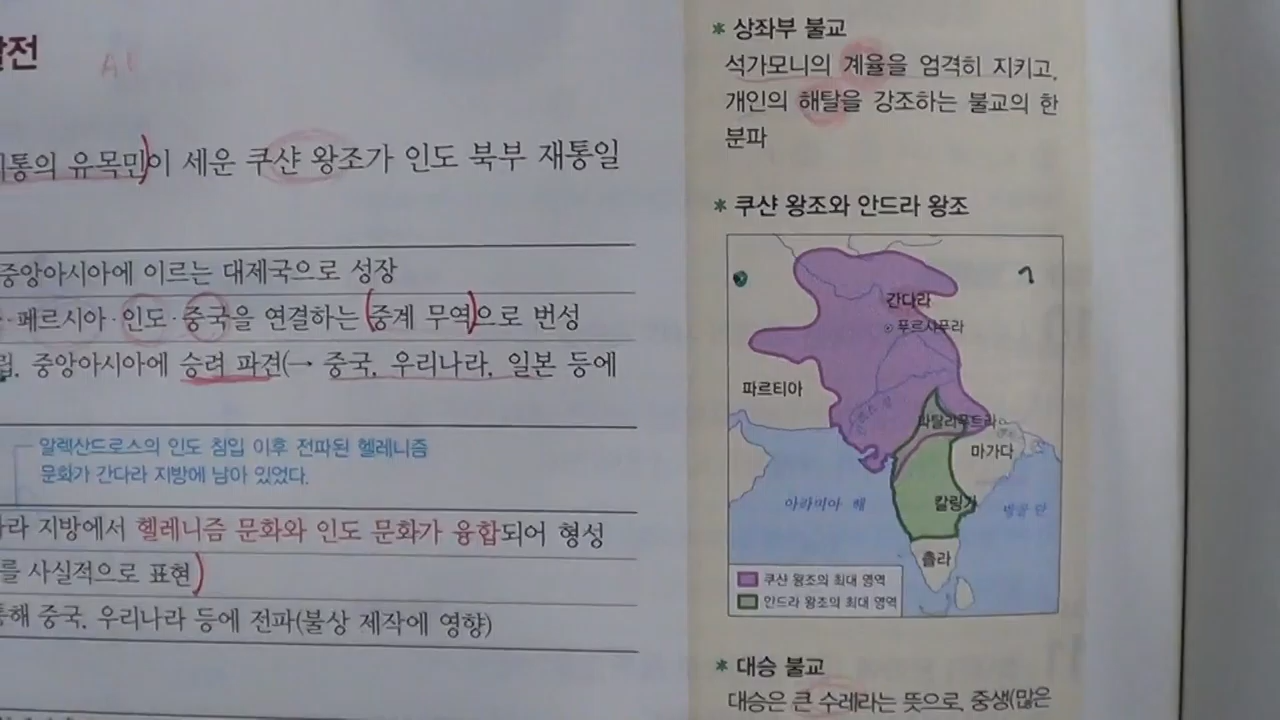 발전
계통의 유목민)이 세운 쿠샨 왕조가 인도 북부 재통일
중앙아시아에 이르는 대제국으로 성장
·페르시아·인도·중국을 연결하는 (중계 무역)으로 번성
립, 중앙아시아에 승려 파견(→ 중국, 우리나라, 일본 등에
알렉산드로스의 인도 침입 이후 전파된 헬레니즘
문화가 간다라 지방에 남아 있었다.
라 지방에서 헬레니즘 문화와 인도 문화가 융합되어 형성
를 사실적으로 표현)
통해 중국, 우리나라 등에 전파(불상 제작에 영향)
* 상좌부 불교
석가모니의 계율을 엄격히 지키고,
개인의 해탈을 강조하는 불교의 한
분파
* 쿠샨 왕조와 안드라 왕조
간다라
푸르샤푸라
파르티아
파탈리푸트라
마가다
아라비아 해
칼링가
벵골 만
촐라
쿠샨 왕조의 최대 영역
안드라 왕조의 최대 영역
* 대승 불교
대승은 큰 수레라는 뜻으로, 중생(많은